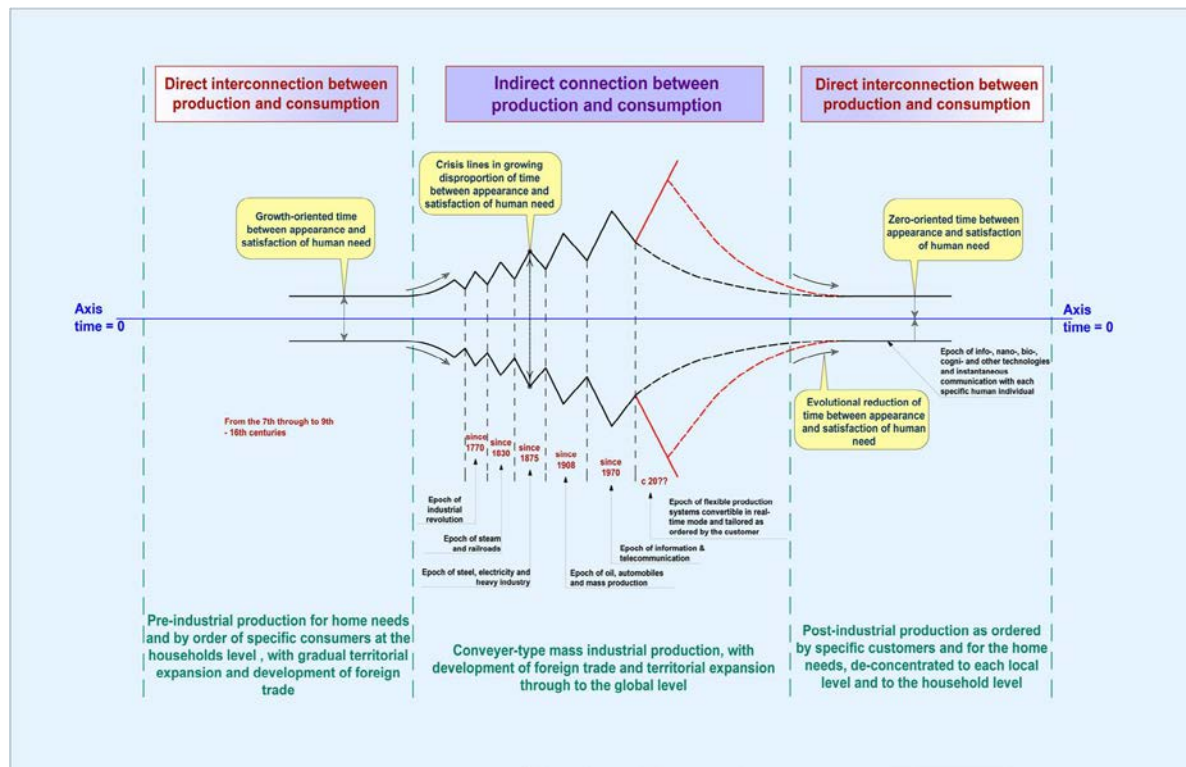 Direct interconnection between
production and consumption
Indirect connection between
production and consumption
Direct interconnection between
production and consumption
Crisis lines in growing
disproportion of time
between appearance and
satisfaction of human need
Growth-oriented time
between appearance and
satisfaction of human need
Zero-oriented time between
appearance and satisfaction
of human need
Axis
time = 0
Axis
time = 0
Epoch of info-, nano-, bio-,
cogni- and other technologies
and instantaneous
communication with each
specific human individual
Evolutional reduction of
time between appearance
and satisfaction of human
need
From the 7th through to 9th
- 16th centuries
since
1770
since
1830
since
1875
since
1908
since
1970
c 20??
Epoch of
industrial
revolution
Epoch of steam
and railroads
Epoch of steel, electricity and
heavy industry
Epoch of oil, automobiles
and mass production
Epoch of information &
telecommunication
Epoch of flexible production
systems convertible in real-
time mode and tailored as
ordered by the customer
Pre-industrial production for home needs
and by order of specific consumers at the
households level , with gradual territorial
expansion and development of foreign
trade
Conveyer-type mass industrial production, with
development of foreign trade and territorial expansion
through to the global level
Post-industrial production as ordered
by specific customers and for the home
needs, de-concentrated to each local
level and to the household level